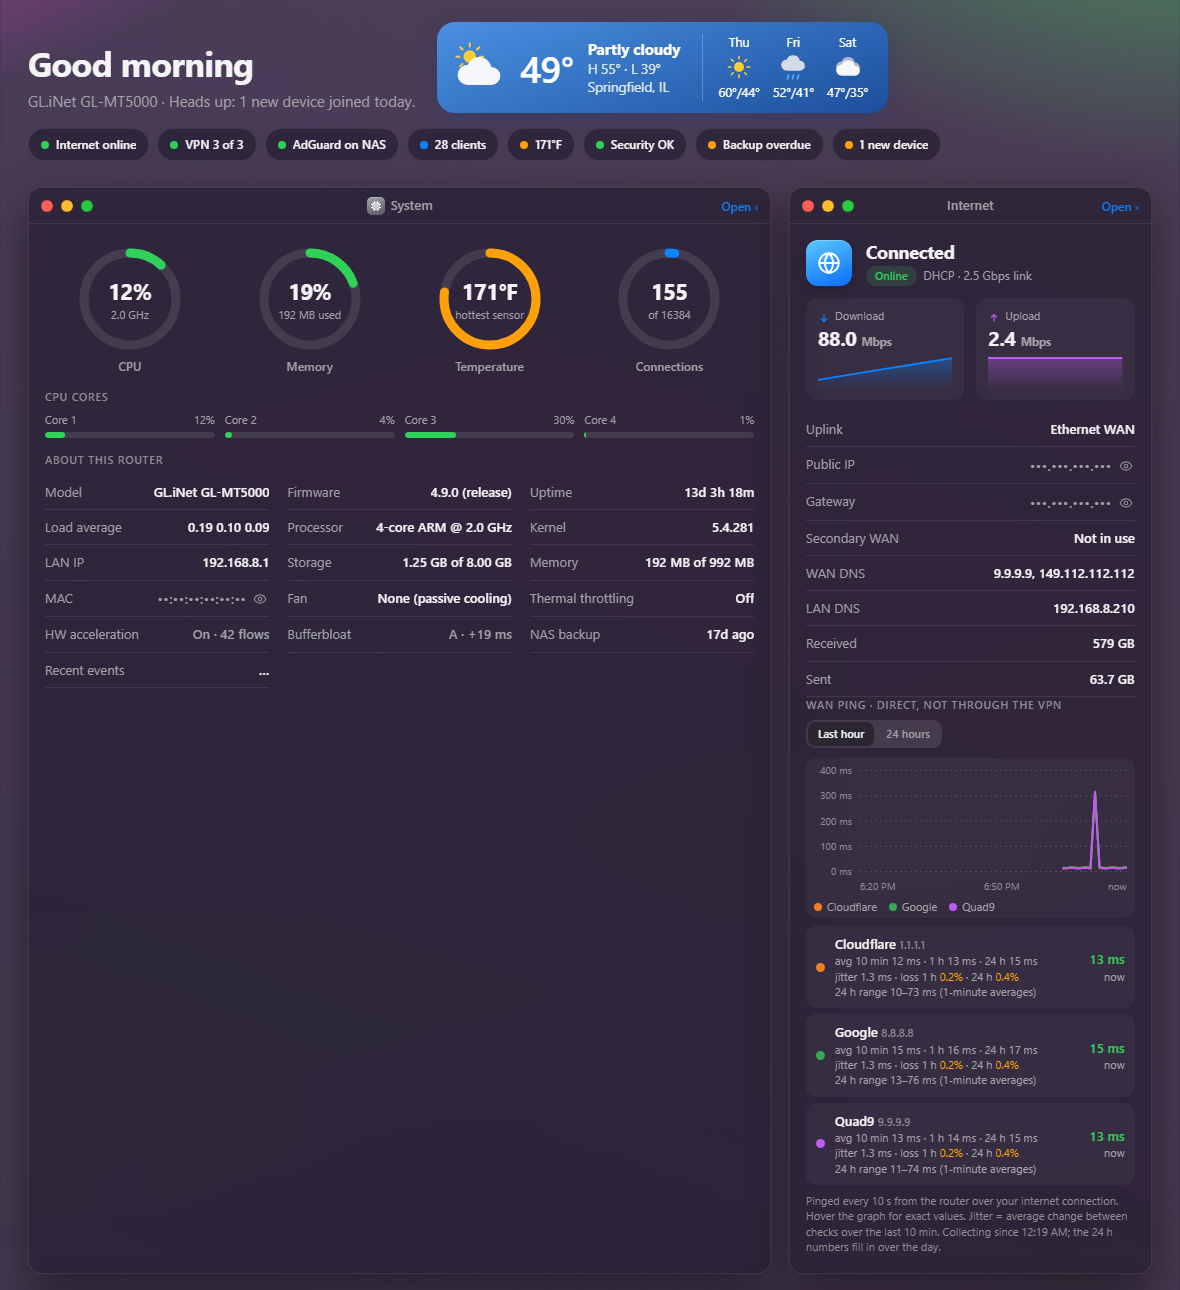 Good morning
GL.iNet GL-MT5000 · Heads up: 1 new device joined today.
49°
Partly cloudy
H 55° · L 39°
Springfield, IL
Thu
Fri
Sat
60°/44°
52°/41°
47°/35°
Internet online
VPN 3 of 3
AdGuard on NAS
28 clients
171°F
Security OK
Backup overdue
1 new device
System
Open ›
12%
2.0 GHz
CPU
19%
192 MB used
Memory
171°F
hottest sensor
Temperature
155
of 16384
Connections
CPU CORES
Core 1 12%
Core 2 4%
Core 3 30%
Core 4 1%
ABOUT THIS ROUTER
Model GL.iNet GL-MT5000
Firmware 4.9.0 (release)
Uptime 13d 3h 18m
Load average 0.19 0.10 0.09
Processor 4-core ARM @ 2.0 GHz
Kernel 5.4.281
LAN IP 192.168.8.1
Storage 1.25 GB of 8.00 GB
Memory 192 MB of 992 MB
MAC ••:••:••:••:••:••
Fan None (passive cooling)
Thermal throttling Off
HW acceleration On · 42 flows
Bufferbloat A · +19 ms
NAS backup 17d ago
Recent events ...
Internet
Open ›
Connected
Online DHCP · 2.5 Gbps link
↓ Download
88.0 Mbps
↑ Upload
2.4 Mbps
Uplink Ethernet WAN
Public IP •••.•••.•••.•••
Gateway •••.•••.•••.•••
Secondary WAN Not in use
WAN DNS 9.9.9.9, 149.112.112.112
LAN DNS 192.168.8.210
Received 579 GB
Sent 63.7 GB
WAN PING · DIRECT, NOT THROUGH THE VPN
Last hour 24 hours
400 ms
300 ms
200 ms
100 ms
0 ms
6:20 PM 6:50 PM now
Cloudflare Google Quad9
Cloudflare 1.1.1.1
avg 10 min 12 ms · 1 h 13 ms · 24 h 15 ms
jitter 1.3 ms · loss 1 h 0.2% · 24 h 0.4%
24 h range 10–73 ms (1-minute averages)
13 ms
now
Google 8.8.8.8
avg 10 min 15 ms · 1 h 16 ms · 24 h 17 ms
jitter 1.3 ms · loss 1 h 0.2% · 24 h 0.4%
24 h range 13–76 ms (1-minute averages)
15 ms
now
Quad9 9.9.9.9
avg 10 min 13 ms · 1 h 14 ms · 24 h 15 ms
jitter 1.3 ms · loss 1 h 0.2% · 24 h 0.4%
24 h range 11–74 ms (1-minute averages)
13 ms
now
Pinged every 10 s from the router over your internet connection.
Hover the graph for exact values. Jitter = average change between
checks over the last 10 min. Collecting since 12:19 AM; the 24 h
numbers fill in over the day.